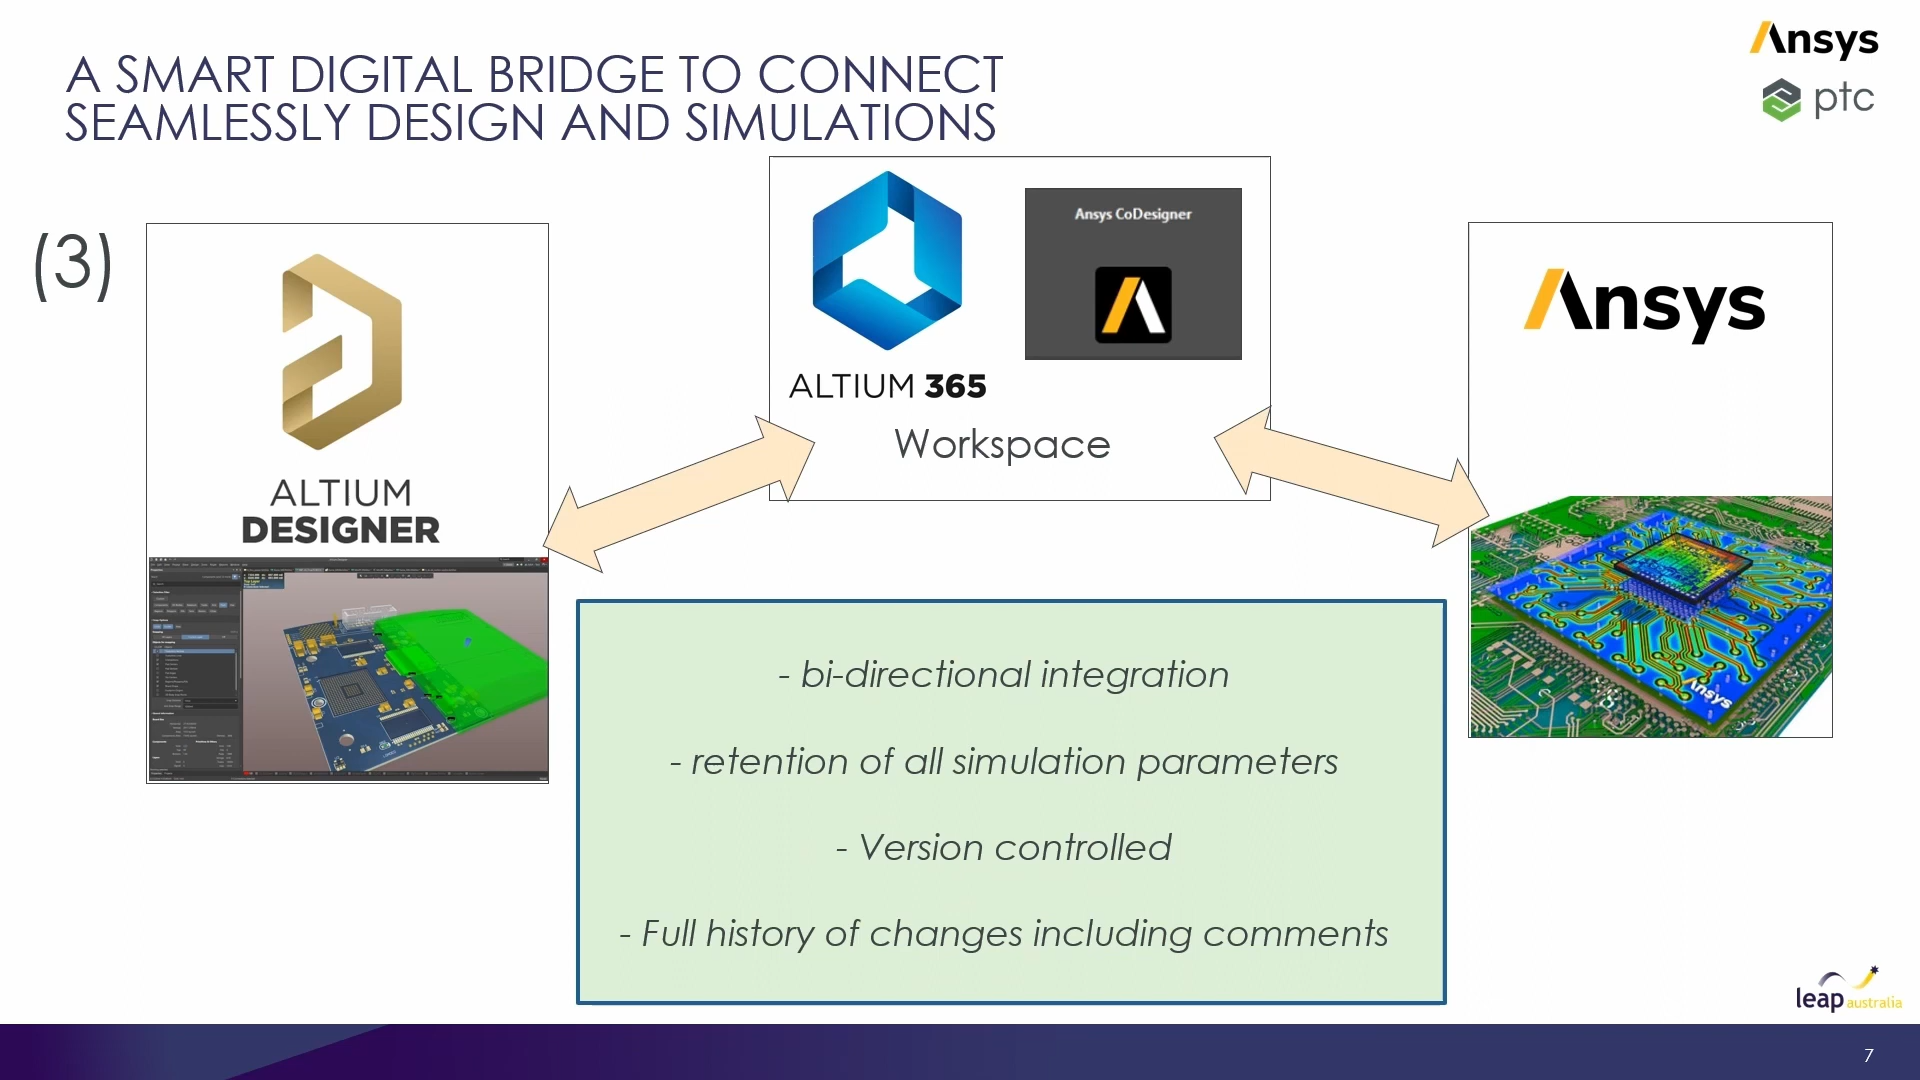 A SMART DIGITAL BRIDGE TO CONNECT
SEAMLESSLY DESIGN AND SIMULATIONS
Ansys
ptc
(3)
ALTIUM
DESIGNER
ALTIUM 365
Ansys CoDesigner
Workspace
Ansys
Ansys
- bi-directional integration
- retention of all simulation parameters
- Version controlled
- Full history of changes including comments
leap australia
7